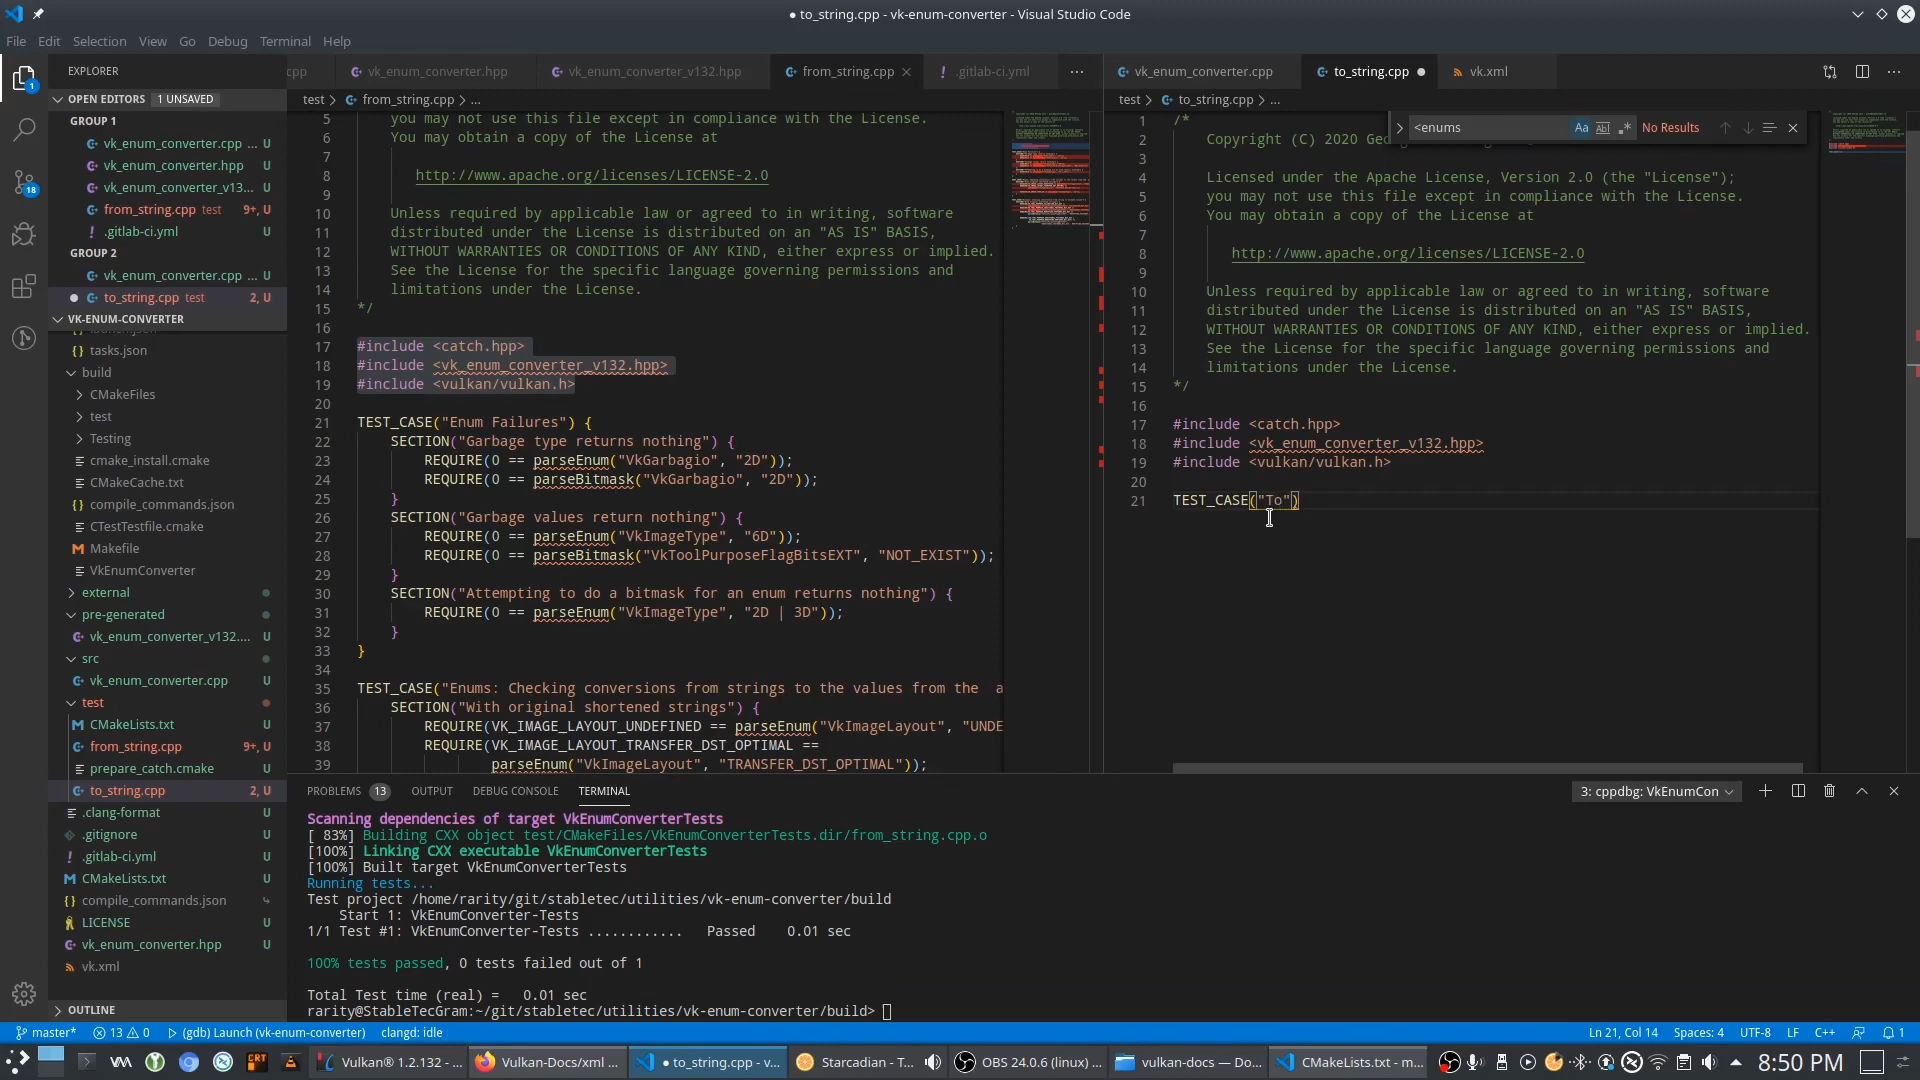 ● to_string.cpp - vk-enum-converter - Visual Studio Code
File Edit Selection View Go Debug Terminal Help
EXPLORER
OPEN EDITORS 1 UNSAVED
GROUP 1
vk_enum_converter.cpp ... U
vk_enum_converter.hpp U
vk_enum_converter_v13... U
from_string.cpp test 9+, U
.gitlab-ci.yml U
GROUP 2
vk_enum_converter.cpp ... U
to_string.cpp test 2, U
VK-ENUM-CONVERTER
tasks.json
build
CMakeFiles
test
Testing
cmake_install.cmake
CMakeCache.txt
compile_commands.json
CTestTestfile.cmake
Makefile
VkEnumConverter
external
pre-generated
vk_enum_converter_v132.... U
src
vk_enum_converter.cpp U
test
CMakeLists.txt U
from_string.cpp 9+, U
prepare_catch.cmake U
to_string.cpp 2, U
.clang-format U
.gitignore U
.gitlab-ci.yml U
CMakeLists.txt U
compile_commands.json
LICENSE U
vk_enum_converter.hpp U
vk.xml
OUTLINE
cpp vk_enum_converter.hpp vk_enum_converter_v132.hpp from_string.cpp .gitlab-ci.yml
test > from_string.cpp > ...
5 you may not use this file except in compliance with the License.
6 You may obtain a copy of the License at
7
8 http://www.apache.org/licenses/LICENSE-2.0
9
10 Unless required by applicable law or agreed to in writing, software
11 distributed under the License is distributed on an "AS IS" BASIS,
12 WITHOUT WARRANTIES OR CONDITIONS OF ANY KIND, either express or implied.
13 See the License for the specific language governing permissions and
14 limitations under the License.
15 */
16
17 #include <catch.hpp>
18 #include <vk_enum_converter_v132.hpp>
19 #include <vulkan/vulkan.h>
20
21 TEST_CASE("Enum Failures") {
22 SECTION("Garbage type returns nothing") {
23 REQUIRE(0 == parseEnum("VkGarbagio", "2D"));
24 REQUIRE(0 == parseBitmask("VkGarbagio", "2D"));
25 }
26 SECTION("Garbage values return nothing") {
27 REQUIRE(0 == parseEnum("VkImageType", "6D"));
28 REQUIRE(0 == parseBitmask("VkToolPurposeFlagBitsEXT", "NOT_EXIST"));
29 }
30 SECTION("Attempting to do a bitmask for an enum returns nothing") {
31 REQUIRE(0 == parseEnum("VkImageType", "2D | 3D"));
32 }
33 }
34
35 TEST_CASE("Enums: Checking conversions from strings to the values from the a
36 SECTION("With original shortened strings") {
37 REQUIRE(VK_IMAGE_LAYOUT_UNDEFINED == parseEnum("VkImageLayout", "UNDE
38 REQUIRE(VK_IMAGE_LAYOUT_TRANSFER_DST_OPTIMAL ==
39 parseEnum("VkImageLayout", "TRANSFER_DST_OPTIMAL"));
vk_enum_converter.cpp to_string.cpp ● vk.xml
test > to_string.cpp > ...
<enums Aa Abl .* No Results
1 /*
2 Copyright (C) 2020
3
4 Licensed under the Apache License, Version 2.0 (the "License");
5 you may not use this file except in compliance with the License.
6 You may obtain a copy of the License at
7
8 http://www.apache.org/licenses/LICENSE-2.0
9
10 Unless required by applicable law or agreed to in writing, software
11 distributed under the License is distributed on an "AS IS" BASIS,
12 WITHOUT WARRANTIES OR CONDITIONS OF ANY KIND, either express or implied.
13 See the License for the specific language governing permissions and
14 limitations under the License.
15 */
16
17 #include <catch.hpp>
18 #include <vk_enum_converter_v132.hpp>
19 #include <vulkan/vulkan.h>
20
21 TEST_CASE("To")
PROBLEMS 13 OUTPUT DEBUG CONSOLE TERMINAL 3: cppdbg: VkEnumCon
Scanning dependencies of target VkEnumConverterTests
[ 83%] Building CXX object test/CMakeFiles/VkEnumConverterTests.dir/from_string.cpp.o
[100%] Linking CXX executable VkEnumConverterTests
[100%] Built target VkEnumConverterTests
Running tests...
Test project /home/rarity/git/stabletec/utilities/vk-enum-converter/build
Start 1: VkEnumConverter-Tests
1/1 Test #1: VkEnumConverter-Tests ............ Passed 0.01 sec
100% tests passed, 0 tests failed out of 1
Total Test time (real) = 0.01 sec
rarity@StableTecGram:~/git/stabletec/utilities/vk-enum-converter/build>
master* 13 0 (gdb) Launch (vk-enum-converter) clangd: idle Ln 21, Col 14 Spaces: 4 UTF-8 LF C++ 1
Vulkan® 1.2.132 - ... Vulkan-Docs/xml ... ● to_string.cpp - v... Starcadian - T... OBS 24.0.6 (linux) ... vulkan-docs — Do... CMakeLists.txt - m... 8:50 PM